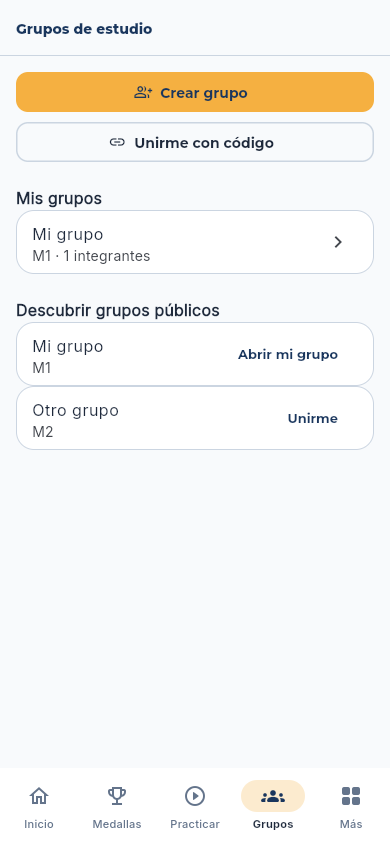 Grupos de estudio
Crear grupo
Unirme con código
Mis grupos
Mi grupo
M1 · 1 integrantes
Descubrir grupos públicos
Mi grupo
M1
Abrir mi grupo
Otro grupo
M2
Unirme
Inicio
Medallas
Practicar
Grupos
Más